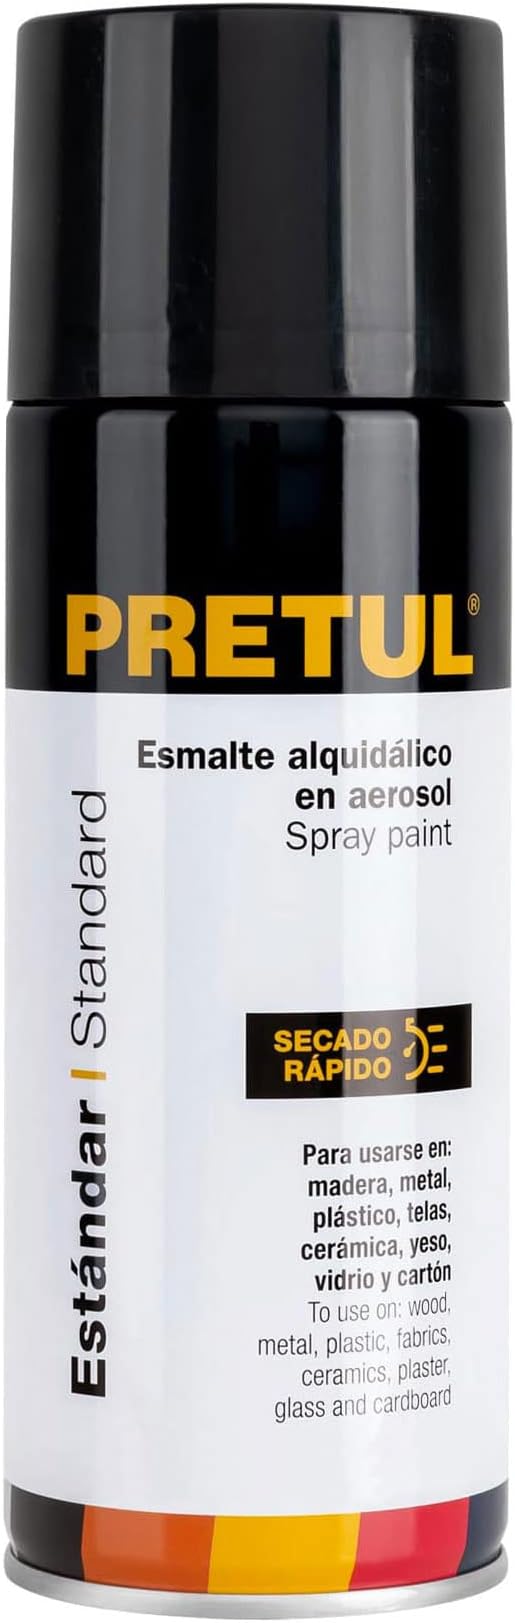 PRETUL®
Esmalte alquidálico
en aerosol
Spray paint
Estándar | Standard
SECADO
RÁPIDO
Para usarse en:
madera, metal,
plástico, telas,
cerámica, yeso,
vidrio y cartón
To use on: wood,
metal, plastic, fabrics,
ceramics, plaster,
glass and cardboard